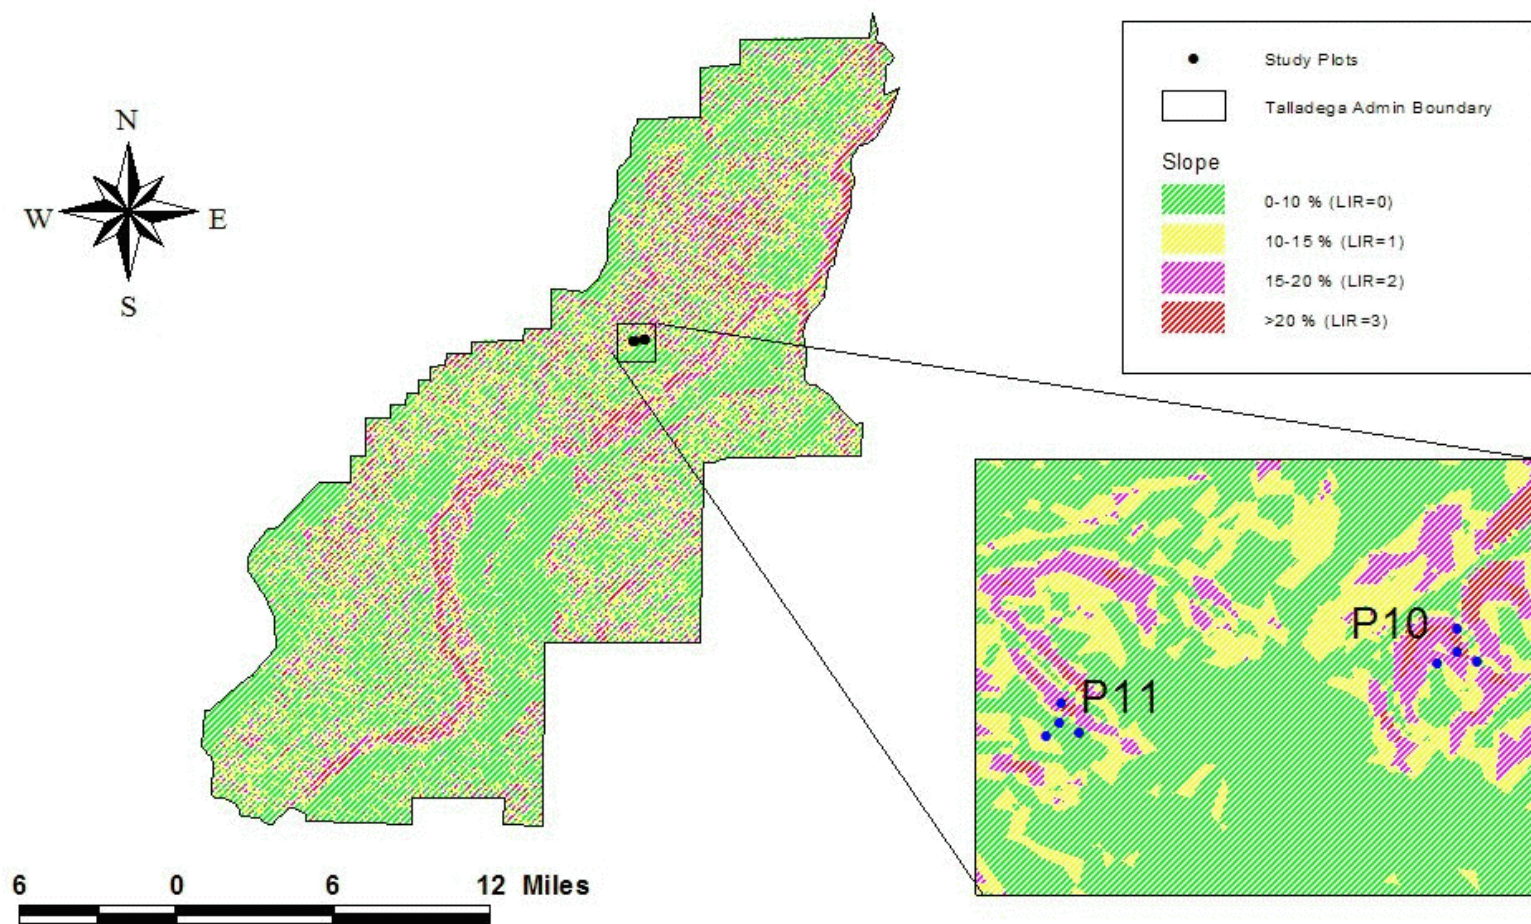 N
W E
S
Study Plots
Talladega Admin Boundary
Slope
0-10 % (LIR=0)
10-15 % (LIR=1)
15-20 % (LIR=2)
>20 % (LIR=3)
P10
P11
6 0 6 12 Miles